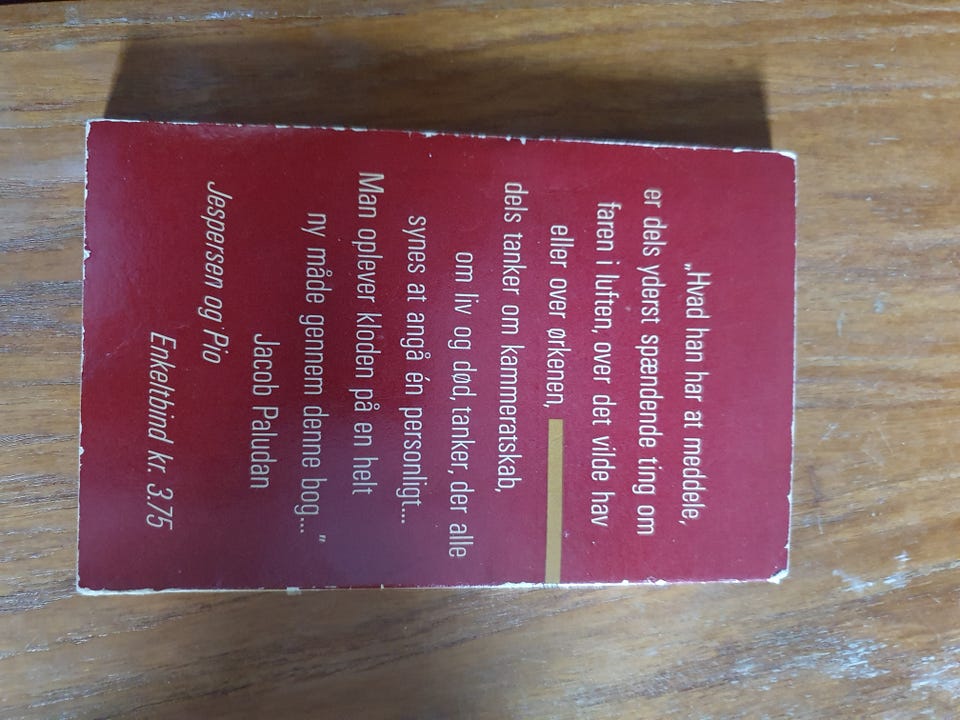 „Hvad han har at meddele,
er dels yderst spændende ting om
faren i luften, over det vilde hav
eller over ørkenen,
dels tanker om kammeratskab,
om liv og død, tanker, der alle
synes at angå én personligt...
Man oplever kloden på en helt
ny måde gennem denne bog..."
Jacob Paludan
Jespersen og Pio
Enkeltbind kr. 3.75